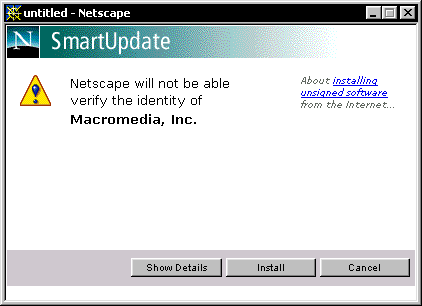 untitled - Netscape
N SmartUpdate
Netscape will not be able
verify the identity of
Macromedia, Inc.
About installing
unsigned software
from the Internet...
Show Details Install Cancel